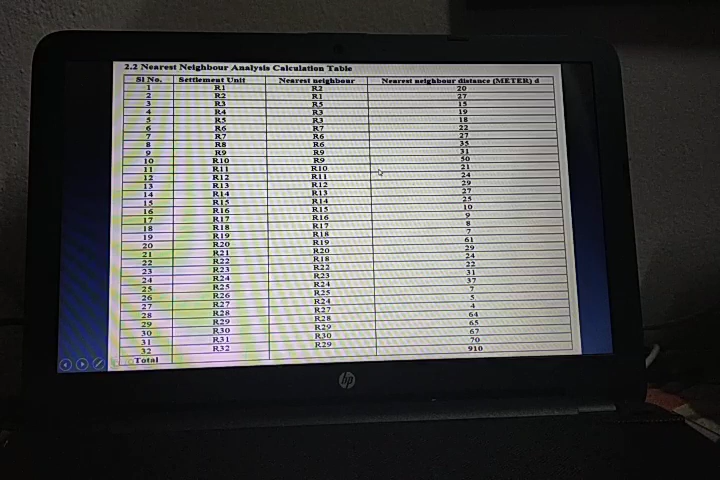 2.2 Nearest Neighbour Analysis Calculation Table
Sl No. Settlement Unit Nearest neighbour Nearest neighbour distance (METER) d
1 R1 R2 20
2 R2 R1 27
3 R3 R5 15
4 R4 R3 19
5 R5 R3 18
6 R6 R7 22
7 R7 R6 27
8 R8 R6 35
9 R9 R9 31
10 R10 R9 50
11 R11 R10 21
12 R12 R11 24
13 R13 R12 29
14 R14 R13 27
15 R15 R14 25
16 R16 R15 10
17 R17 R16 9
18 R18 R17 8
19 R19 R18 7
20 R20 R19 61
21 R21 R20 29
22 R22 R18 24
23 R23 R22 22
24 R24 R23 31
25 R25 R24 37
26 R26 R25 7
27 R27 R24 5
28 R28 R27 4
29 R29 R28 64
30 R30 R29 65
31 R31 R30 67
32 R32 R29 70
Total 910
hp